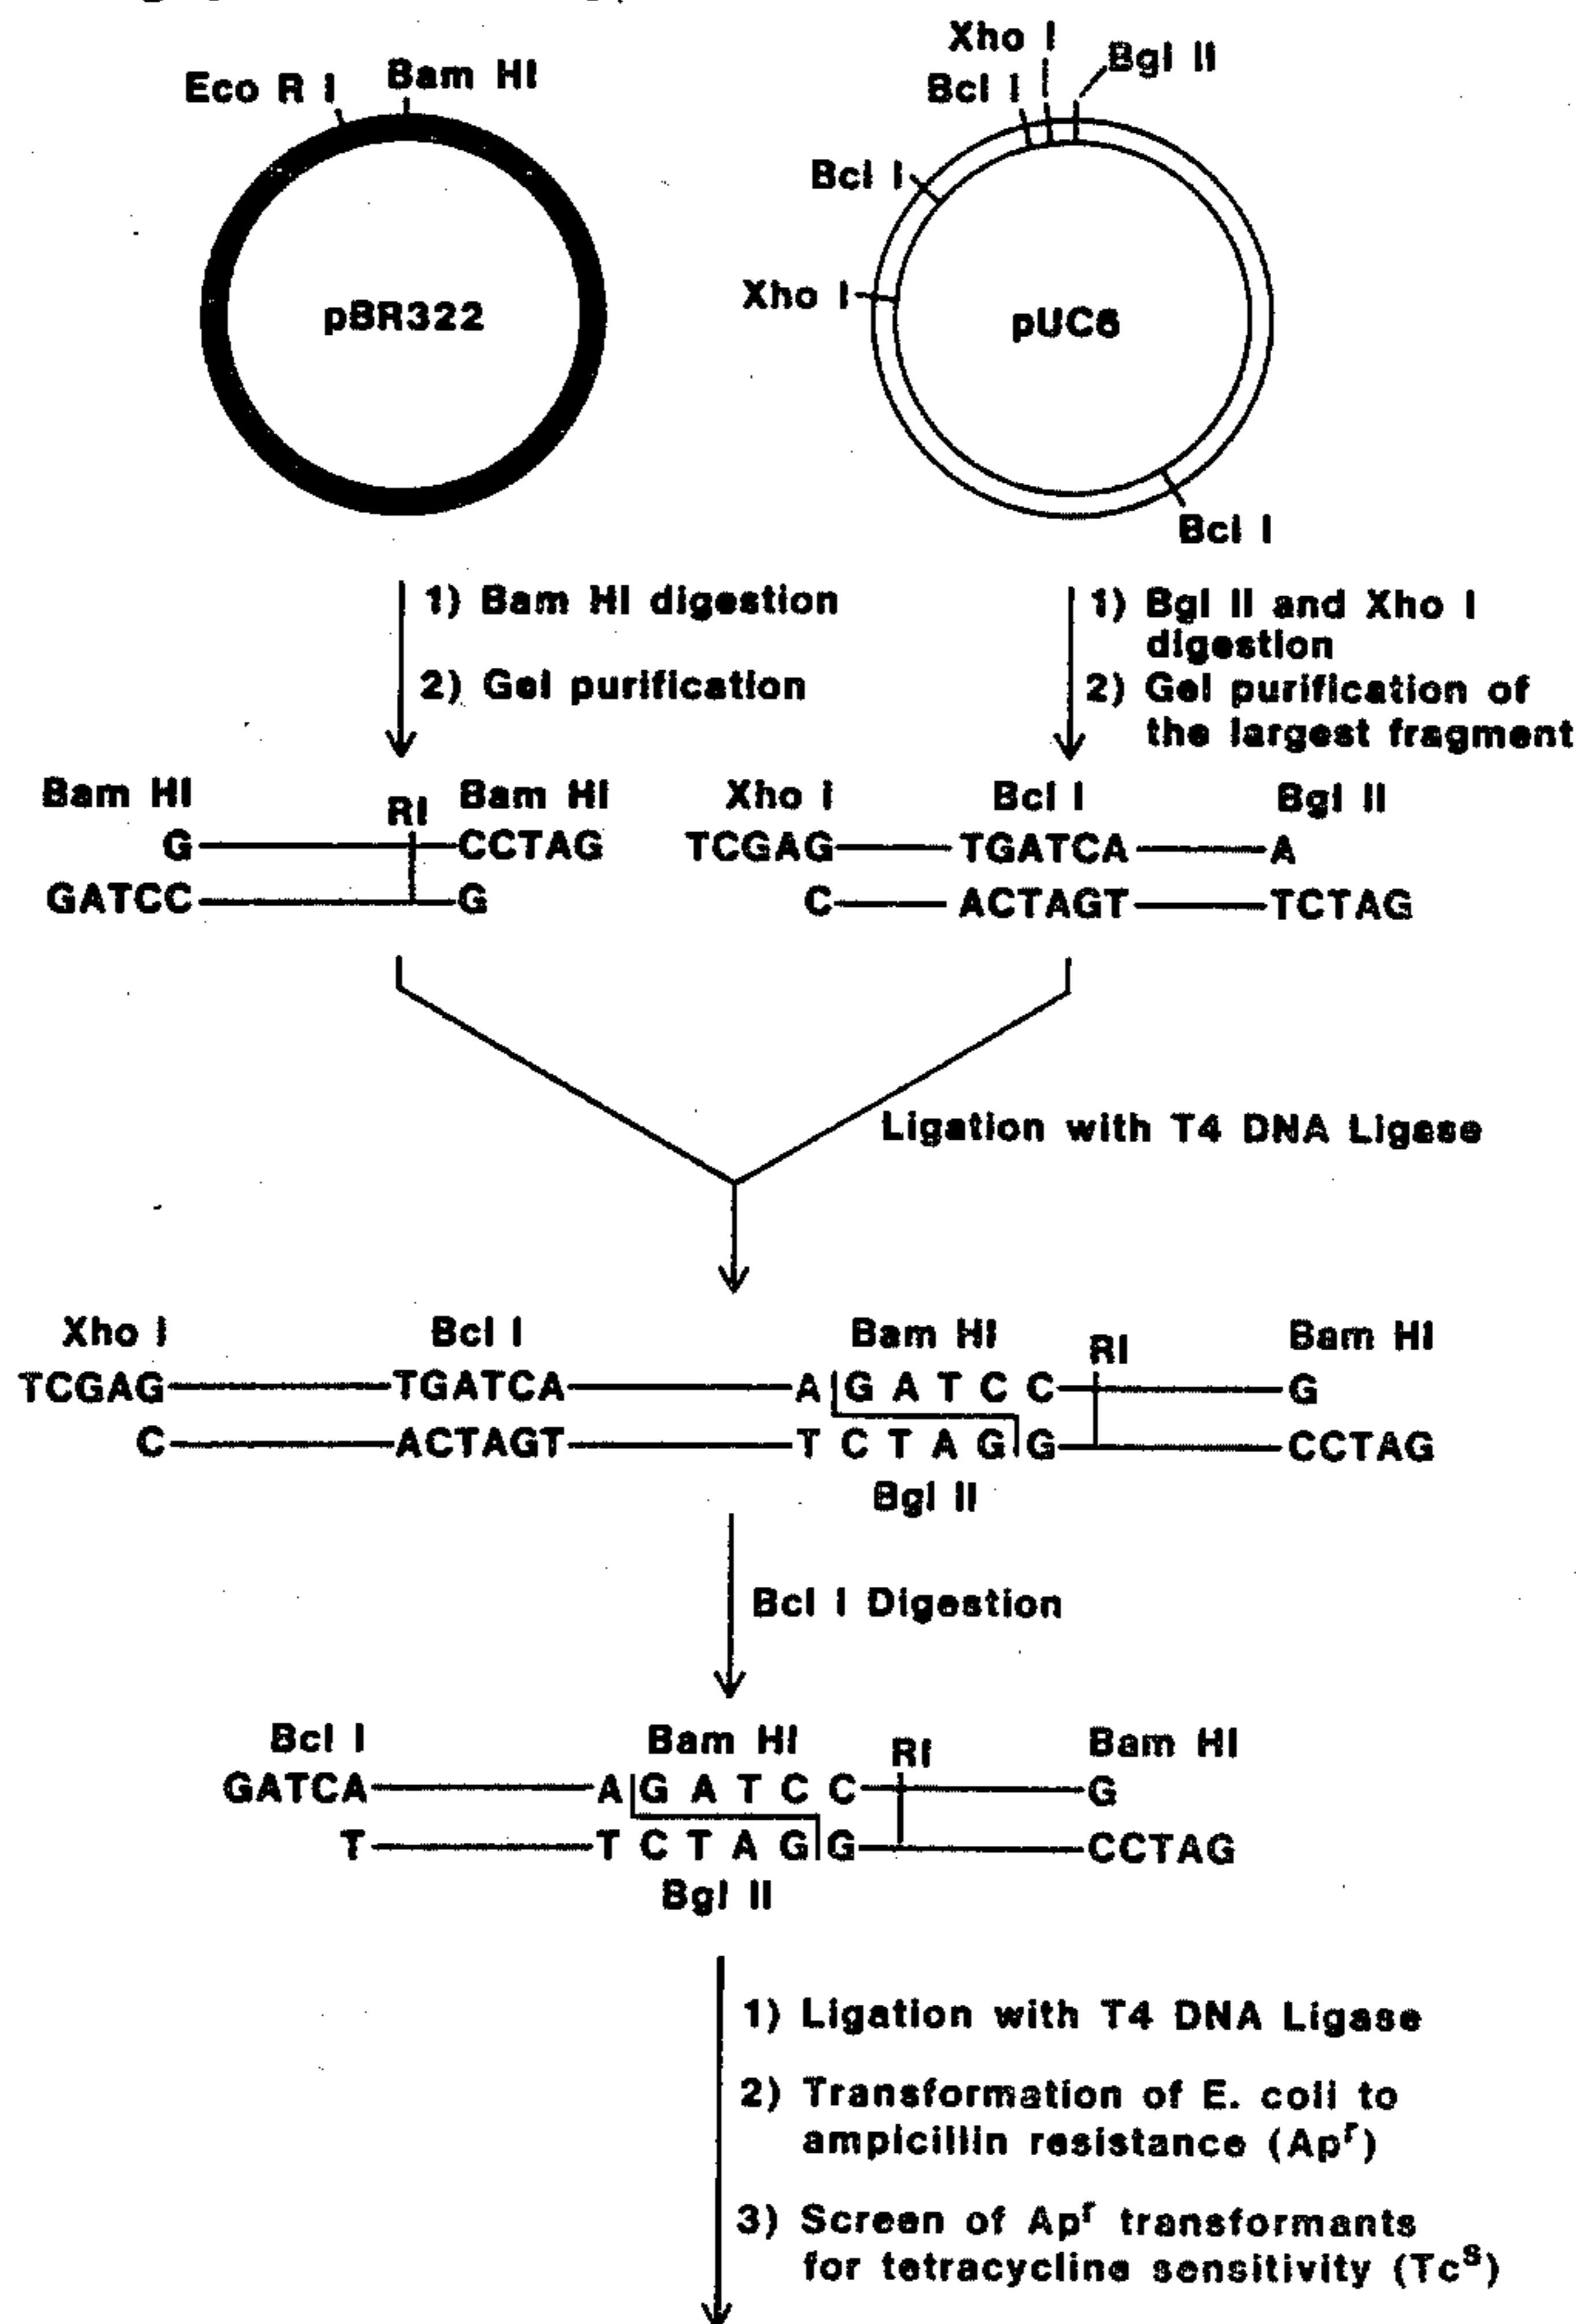 Eco R I
Bam HI
Xho I
Bcl I
Bgl II
Bcl I
Xho I
pBR322
pUC6
Bcl I
1) Bam HI digestion
2) Gel purification
1) Bgl II and Xho I
digestion
2) Gel purification of
the largest fragment
Bam HI RI Bam HI
G CCTAG
GATCC G
Xho I Bcl I Bgl II
TCGAG TGATCA A
C ACTAGT TCTAG
Ligation with T4 DNA Ligase
Xho I Bcl I Bam HI RI Bam HI
TCGAG TGATCA A G A T C C G
C ACTAGT T C T A G G CCTAG
Bgl II
Bcl I Digestion
Bcl I Bam HI RI Bam HI
GATCA A G A T C C G
T T C T A G G CCTAG
Bgl II
1) Ligation with T4 DNA Ligase
2) Transformation of E. coli to
ampicillin resistance (Apʳ)
3) Screen of Apʳ transformants
for tetracycline sensitivity (Tcˢ)